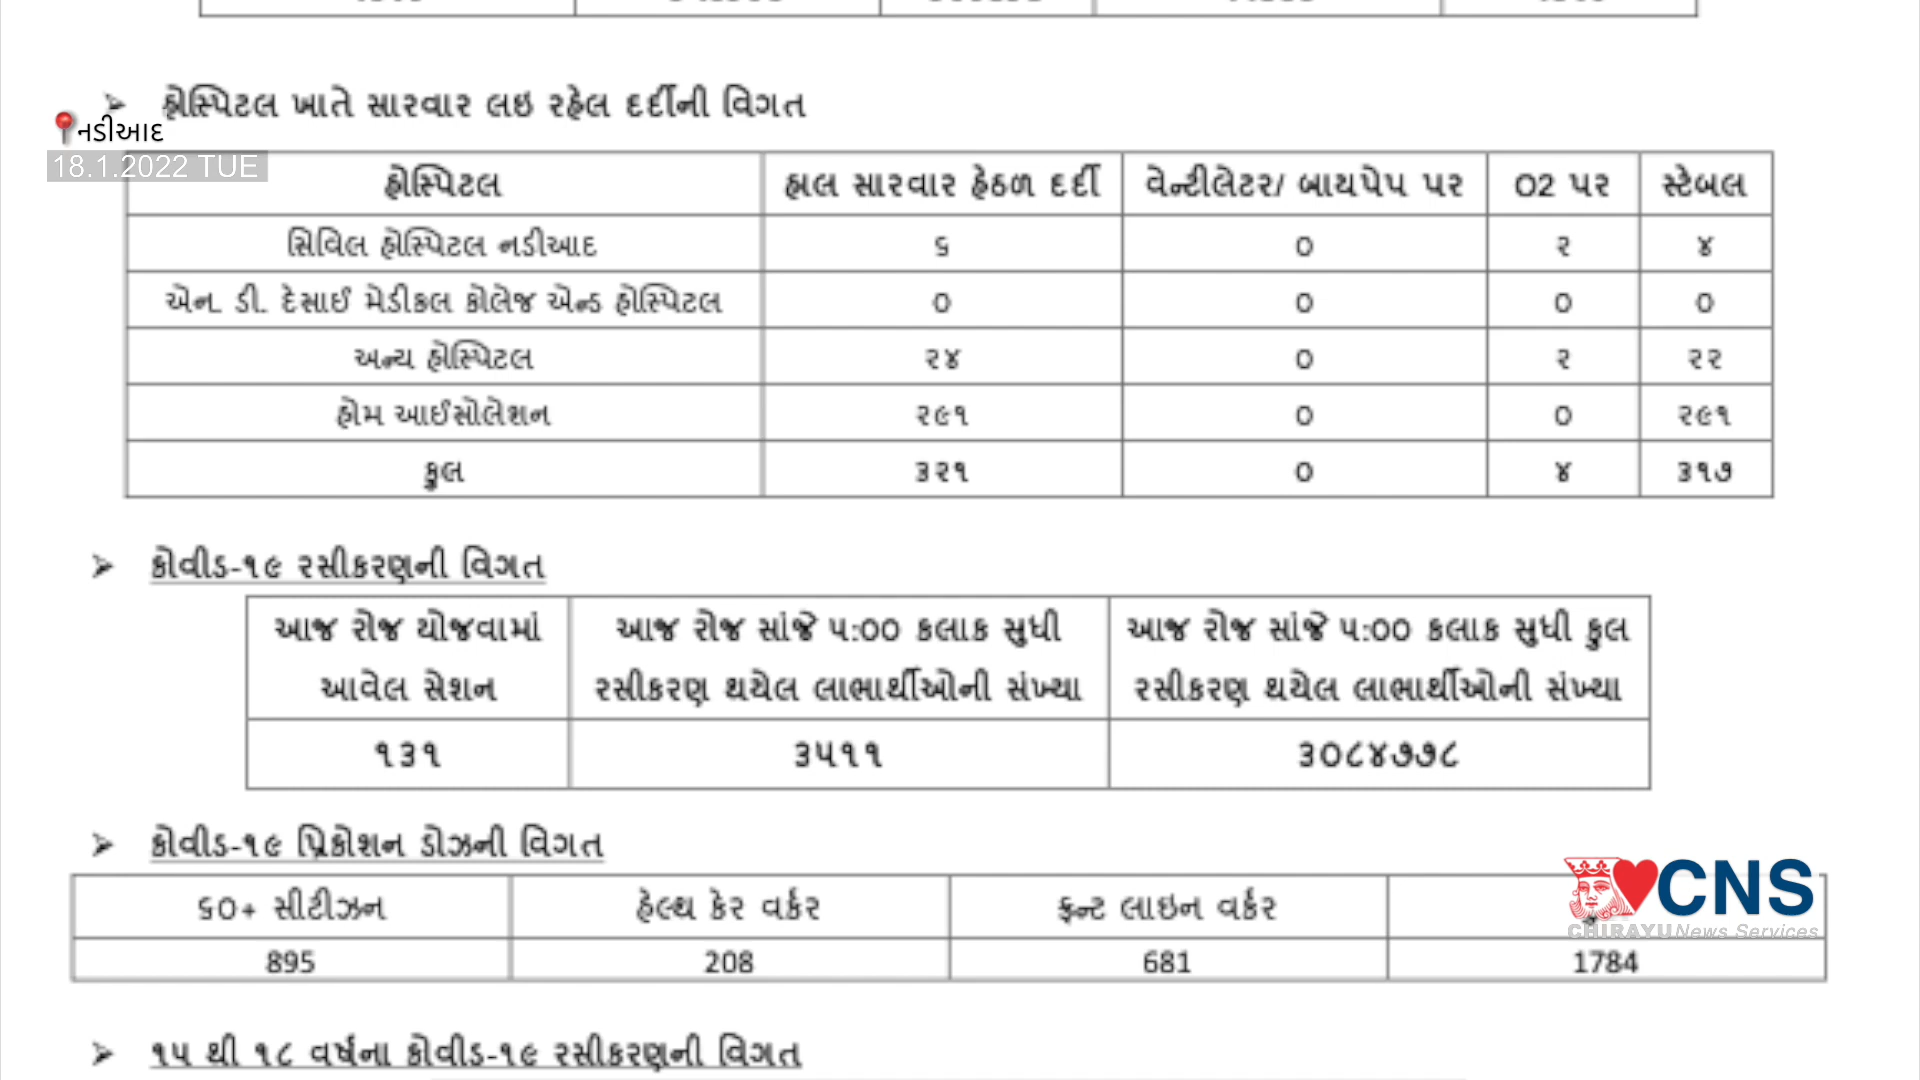 હોસ્પિટલ ખાતે સારવાર લઇ રહેલ દર્દીની વિગત
નડીઆદ
18.1.2022 TUE
હોસ્પિટલ હાલ સારવાર હેઠળ દર્દી વેન્ટીલેટર/ બાયપેપ પર O2 પર સ્ટેબલ
સિવિલ હોસ્પિટલ નડીઆદ ૬ ૦ ૨ ૪
એન. ડી. દેસાઈ મેડીકલ કોલેજ એન્ડ હોસ્પિટલ ૦ ૦ ૦ ૦
અન્ય હોસ્પિટલ ૨૪ ૦ ૨ ૨૨
હોમ આઈસોલેશન ૨૯૧ ૦ ૦ ૨૯૧
કુલ ૩૨૧ ૦ ૪ ૩૧૭
કોવીડ-૧૯ રસીકરણની વિગત
આજ રોજ યોજવામાં આજ રોજ સાંજે ૫:૦૦ કલાક સુધી આજ રોજ સાંજે ૫:૦૦ કલાક સુધી કુલ
આવેલ સેશન રસીકરણ થયેલ લાભાર્થીઓની સંખ્યા રસીકરણ થયેલ લાભાર્થીઓની સંખ્યા
૧૩૧ ૩૫૧૧ ૩૦૮૪૭૭૮
કોવીડ-૧૯ પ્રિકોશન ડોઝની વિગત
૬૦+ સીટીઝન હેલ્થ કેર વર્કર ફ્રન્ટ લાઇન વર્કર
CNS
CHIRAYU News Services
895 208 681 1784
૧૫ થી ૧૮ વર્ષના કોવીડ-૧૯ રસીકરણની વિગત